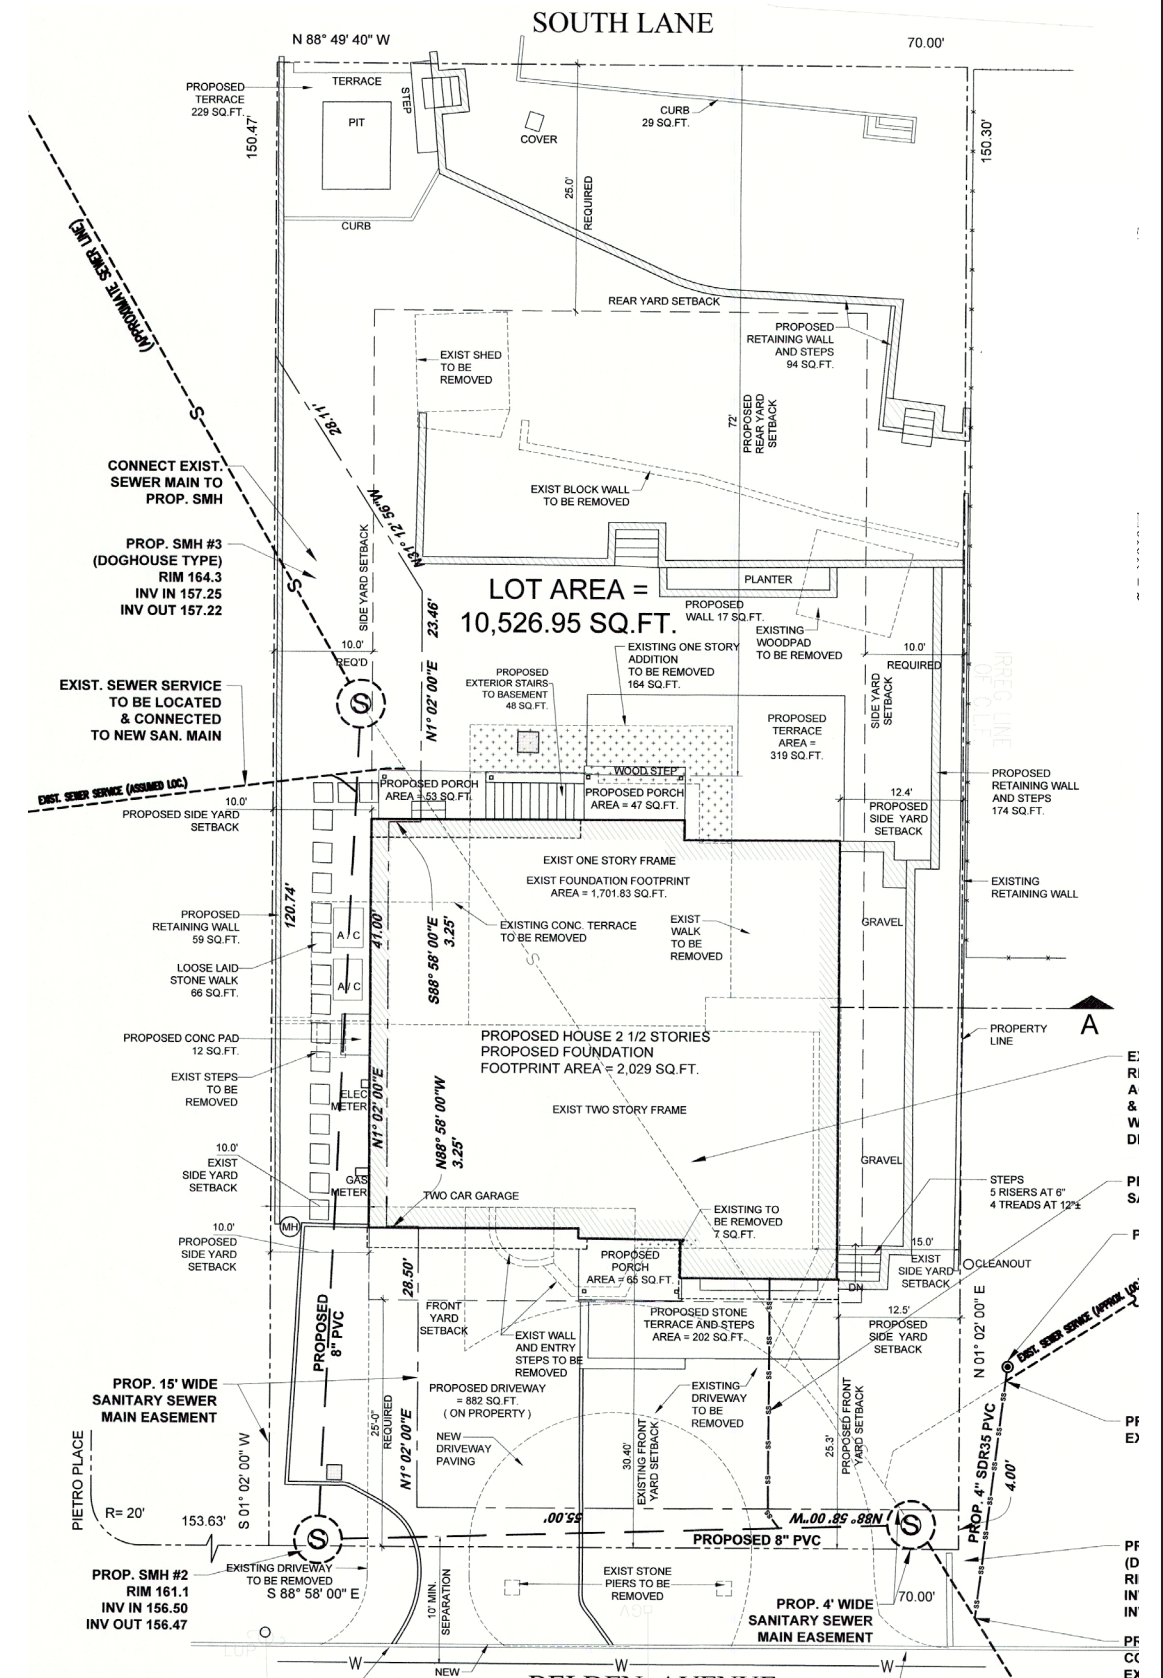 SOUTH LANE
N 88° 49' 40" W
70.00'
PROPOSED
TERRACE
229 SQ.FT.
TERRACE
STEP
PIT
COVER
CURB
29 SQ.FT.
150.47'
150.30'
25.0'
REQUIRED
CURB
(APPROXIMATE SEWER LINE)
S
REAR YARD SETBACK
PROPOSED
RETAINING WALL
AND STEPS
94 SQ.FT.
EXIST SHED
TO BE
REMOVED
28.11'
72'
PROPOSED
REAR YARD
SETBACK
CONNECT EXIST.
SEWER MAIN TO
PROP. SMH
EXIST BLOCK WALL
TO BE REMOVED
N31° 12' 56"W
SIDE YARD SETBACK
PROP. SMH #3
(DOGHOUSE TYPE)
RIM 164.3
INV IN 157.25
INV OUT 157.22
S
PLANTER
LOT AREA =
10,526.95 SQ.FT.
PROPOSED
WALL 17 SQ.FT.
EXISTING
WOODPAD
TO BE REMOVED
23.46'
N1° 02' 00"E
10.0'
REQ'D
EXISTING ONE STORY
ADDITION
TO BE REMOVED
164 SQ.FT.
10.0'
REQUIRED
SIDE YARD
SETBACK
PROPOSED
EXTERIOR STAIRS
TO BASEMENT
48 SQ.FT.
IRREG LINE
OF C.L.F.
EXIST. SEWER SERVICE
TO BE LOCATED
& CONNECTED
TO NEW SAN. MAIN
S
PROPOSED
TERRACE
AREA =
319 SQ.FT.
WOOD STEP
EXIST. SEWER SERVICE (ASSUMED LOC.)
PROPOSED PORCH
AREA = 53 SQ.FT.
PROPOSED PORCH
AREA = 47 SQ.FT.
PROPOSED
RETAINING WALL
AND STEPS
174 SQ.FT.
10.0'
PROPOSED SIDE YARD
SETBACK
12.4'
PROPOSED
SIDE YARD
SETBACK
EXIST ONE STORY FRAME
EXIST FOUNDATION FOOTPRINT
AREA = 1,701.83 SQ.FT.
EXISTING
RETAINING WALL
120.74'
41.00'
S88° 58' 00"E
3.25'
PROPOSED
RETAINING WALL
59 SQ.FT.
A / C
EXISTING CONC. TERRACE
TO BE REMOVED
EXIST
WALK
TO BE
REMOVED
GRAVEL
LOOSE LAID
STONE WALK
66 SQ.FT.
A / C
S
A
PROPOSED CONC PAD
12 SQ.FT.
PROPOSED HOUSE 2 1/2 STORIES
PROPOSED FOUNDATION
FOOTPRINT AREA = 2,029 SQ.FT.
PROPERTY
LINE
EXIST STEPS
TO BE
REMOVED
ELEC
METER
N1° 02' 00"E
N88° 58' 00"W
3.25'
EXIST TWO STORY FRAME
&
10.0'
EXIST
SIDE YARD
SETBACK
GAS
METER
TWO CAR GARAGE
GRAVEL
STEPS
5 RISERS AT 6"
4 TREADS AT 12"±
MH
EXISTING TO
BE REMOVED
7 SQ.FT.
10.0'
PROPOSED
SIDE YARD
SETBACK
PROPOSED
PORCH
AREA = 65 SQ.FT.
15.0'
EXIST
SIDE YARD
SETBACK
CLEANOUT
DN
28.50'
FRONT
YARD
SETBACK
PROPOSED
8" PVC
EXIST WALL
AND ENTRY
STEPS TO BE
REMOVED
PROPOSED STONE
TERRACE AND STEPS
AREA = 202 SQ.FT.
12.5'
PROPOSED
SIDE YARD
SETBACK
N 01° 02' 00" E
EXIST. SEWER SERVICE (APPROX. LOC.
PROP. 15' WIDE
SANITARY SEWER
MAIN EASEMENT
PROPOSED DRIVEWAY
= 882 SQ.FT.
( ON PROPERTY )
EXISTING
DRIVEWAY
TO BE
REMOVED
25'-0"
REQUIRED
N1° 02' 00"E
NEW
DRIVEWAY
PAVING
30.40'
EXISTING FRONT
YARD SETBACK
25.3'
PROPOSED FRONT
YARD SETBACK
PROP. 4" SDR35 PVC
4.00'
PIETRO PLACE
R= 20'
153.63'
S 01° 02' 00" W
55.00'
N88° 58' 00"W
PROPOSED 8" PVC
S
S
PROP. SMH #2
RIM 161.1
INV IN 156.50
INV OUT 156.47
EXISTING DRIVEWAY
TO BE REMOVED
S 88° 58' 00" E
10' MIN.
SEPARATION
EXIST STONE
PIERS TO BE
REMOVED
PROP. 4' WIDE
SANITARY SEWER
MAIN EASEMENT
70.00'
W
W
W
NEW
BELDEN AVENUE